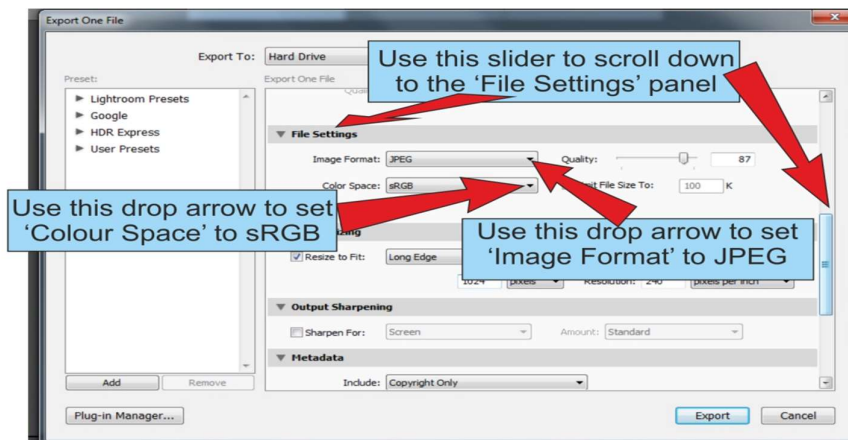 Export One File
Export To: Hard Drive
Use this slider to scroll down
to the ‘File Settings’ panel
Preset:
Export One File
Lightroom Presets
Google
HDR Express
User Presets
File Settings
Image Format: JPEG Quality: 87
Color Space: sRGB File Size To: 100 K
Use this drop arrow to set
‘Colour Space’ to sRGB
Use this drop arrow to set
‘Image Format’ to JPEG
Resize to Fit: Long Edge
1024 pixels Resolution: 240 pixels per inch
Output Sharpening
Sharpen For: Screen Amount: Standard
Metadata
Include: Copyright Only
Add Remove
Plug-in Manager... Export Cancel